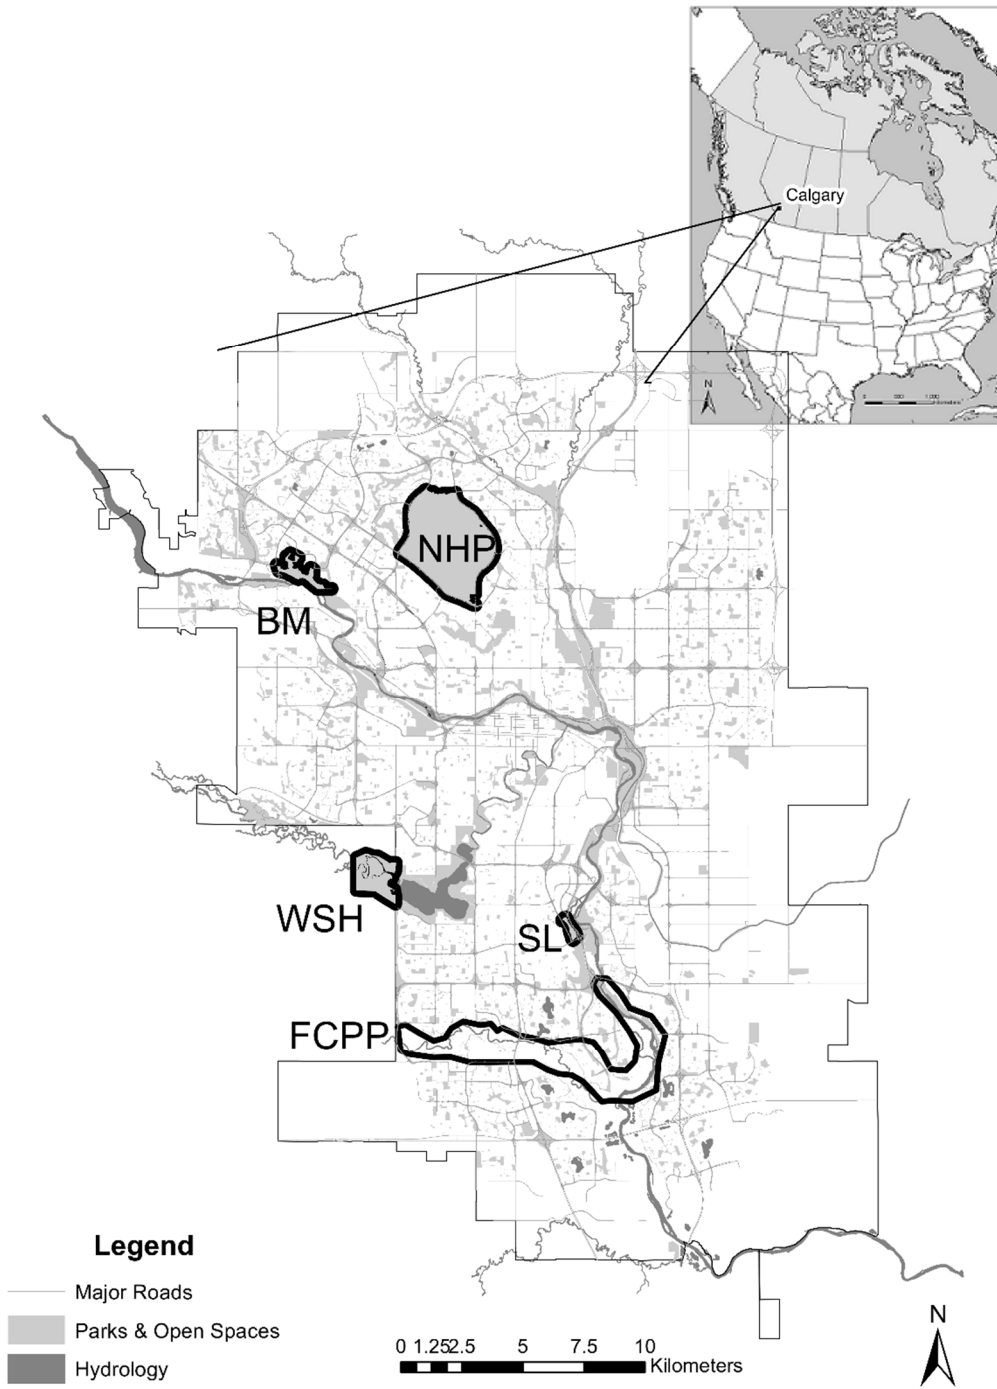 Calgary
N
Kilometers
NHP
BM
WSH
SL
FCPP
Legend
Major Roads
Parks & Open Spaces
Hydrology
N
0 1.25 2.5 5 7.5 10
Kilometers